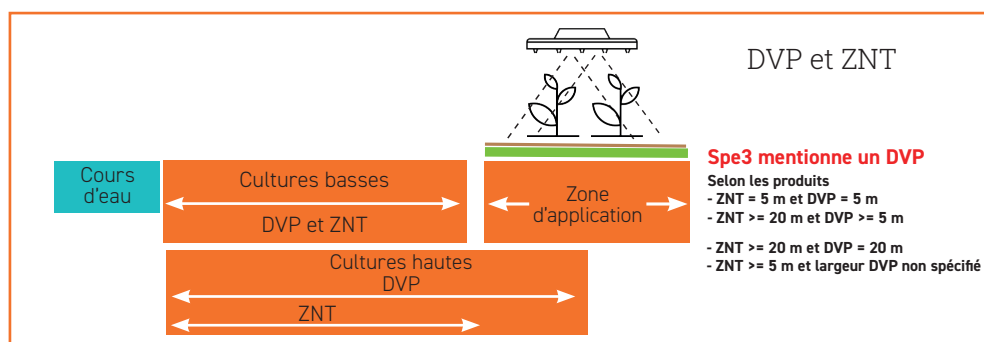 DVP et ZNT
Cours
d'eau
Cultures basses
DVP et ZNT
Zone
d'application
Cultures hautes
DVP
ZNT
Spe3 mentionne un DVP
Selon les produits
- ZNT = 5 m et DVP = 5 m
- ZNT >= 20 m et DVP >= 5 m
- ZNT >= 20 m et DVP = 20 m
- ZNT >= 5 m et largeur DVP non spécifié